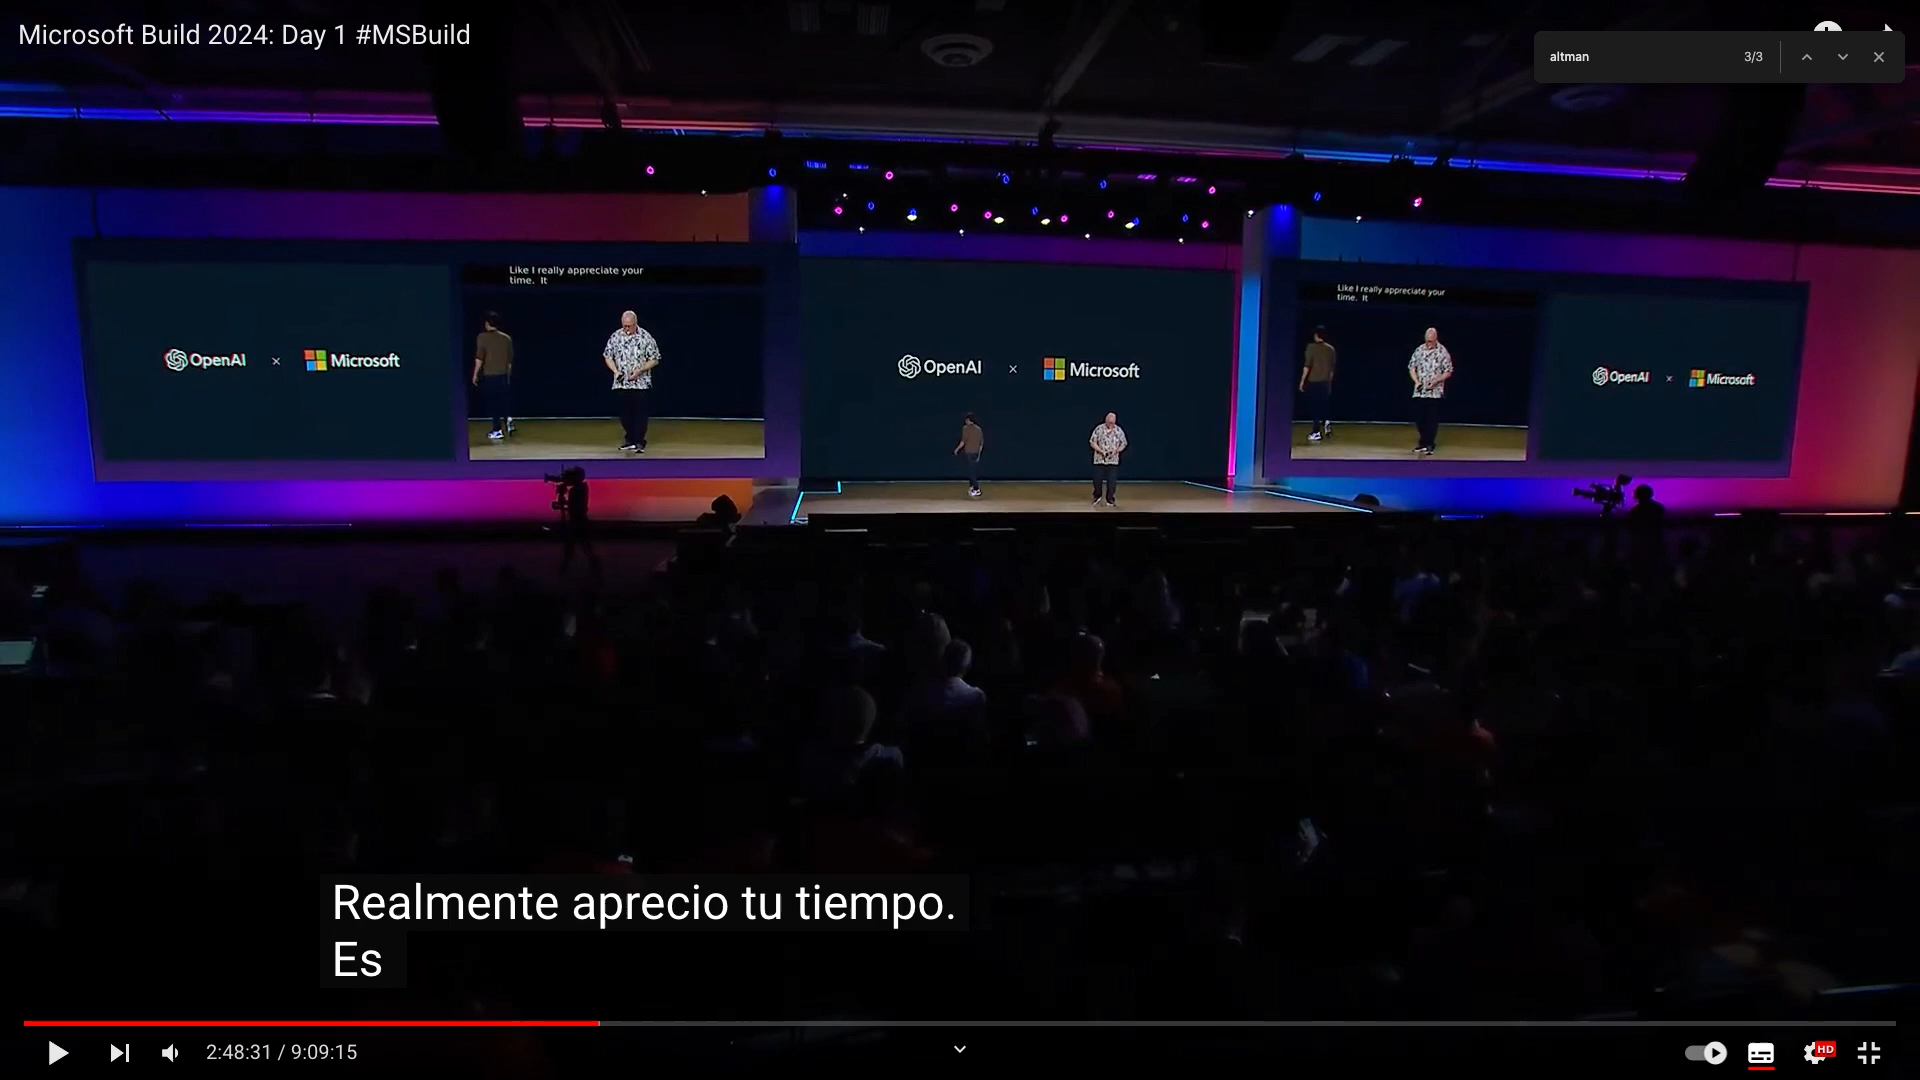 Microsoft Build 2024: Day 1 #MSBuild
altman 3/3
Like I really appreciate your
time. It
OpenAI × Microsoft
OpenAI × Microsoft
Like I really appreciate your
time. It
OpenAI × Microsoft
Realmente aprecio tu tiempo.
Es
2:48:31 / 9:09:15
HD